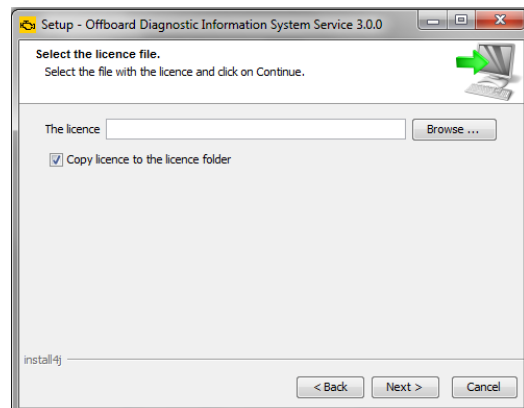 Setup - Offboard Diagnostic Information System Service 3.0.0
Select the licence file.
Select the file with the licence and click on Continue.
The licence
Browse ...
Copy licence to the licence folder
install4j
< Back
Next >
Cancel